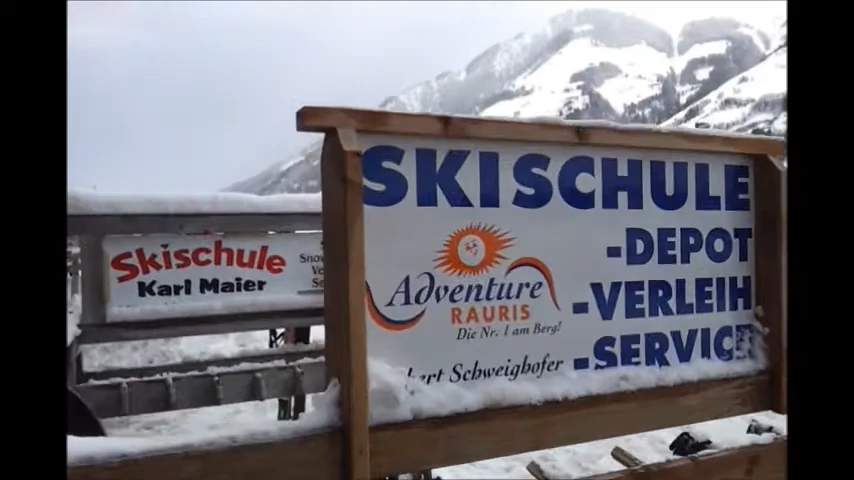 SKISCHULE
-DEPOT
-VERLEIH
-SERVICE
Adventure
RAURIS
Die Nr. 1 am Berg!
Schweighofer
Skischule
Karl Maier